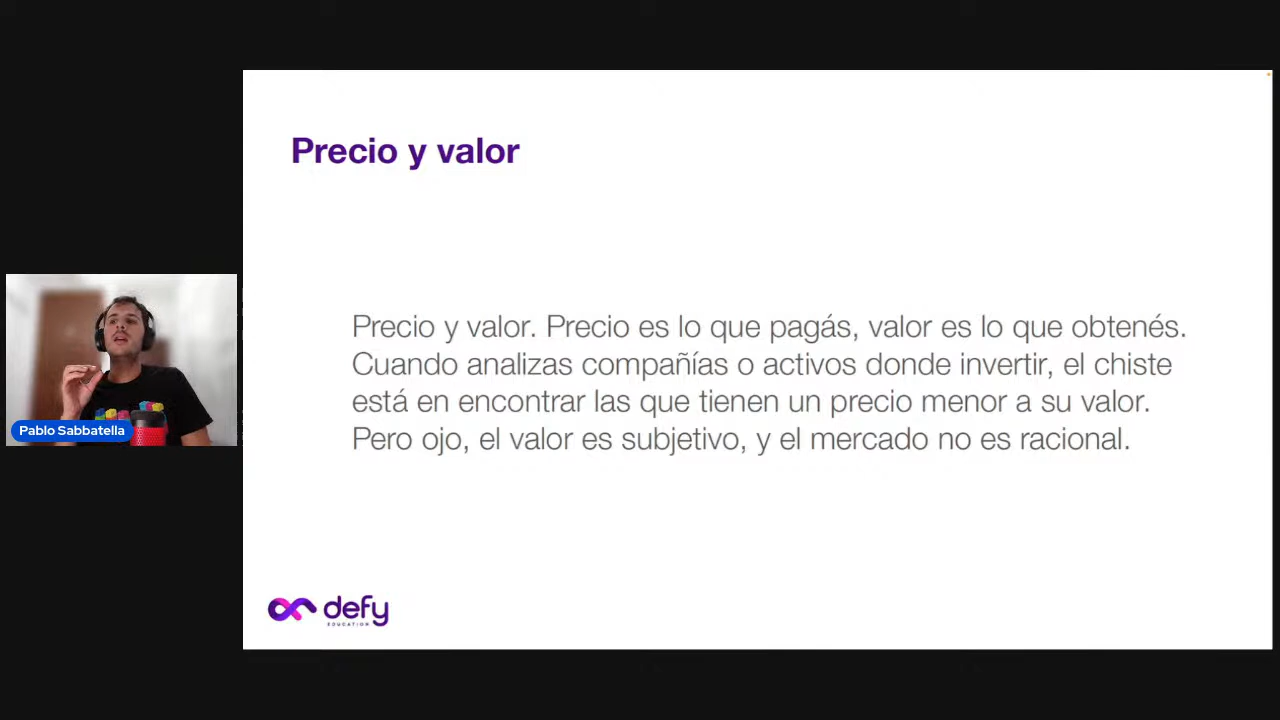 Precio y valor
Precio y valor. Precio es lo que pagás, valor es lo que obtenés.
Cuando analizas compañías o activos donde invertir, el chiste
está en encontrar las que tienen un precio menor a su valor.
Pero ojo, el valor es subjetivo, y el mercado no es racional.
Pablo Sabbatella
defy
EDUCATION